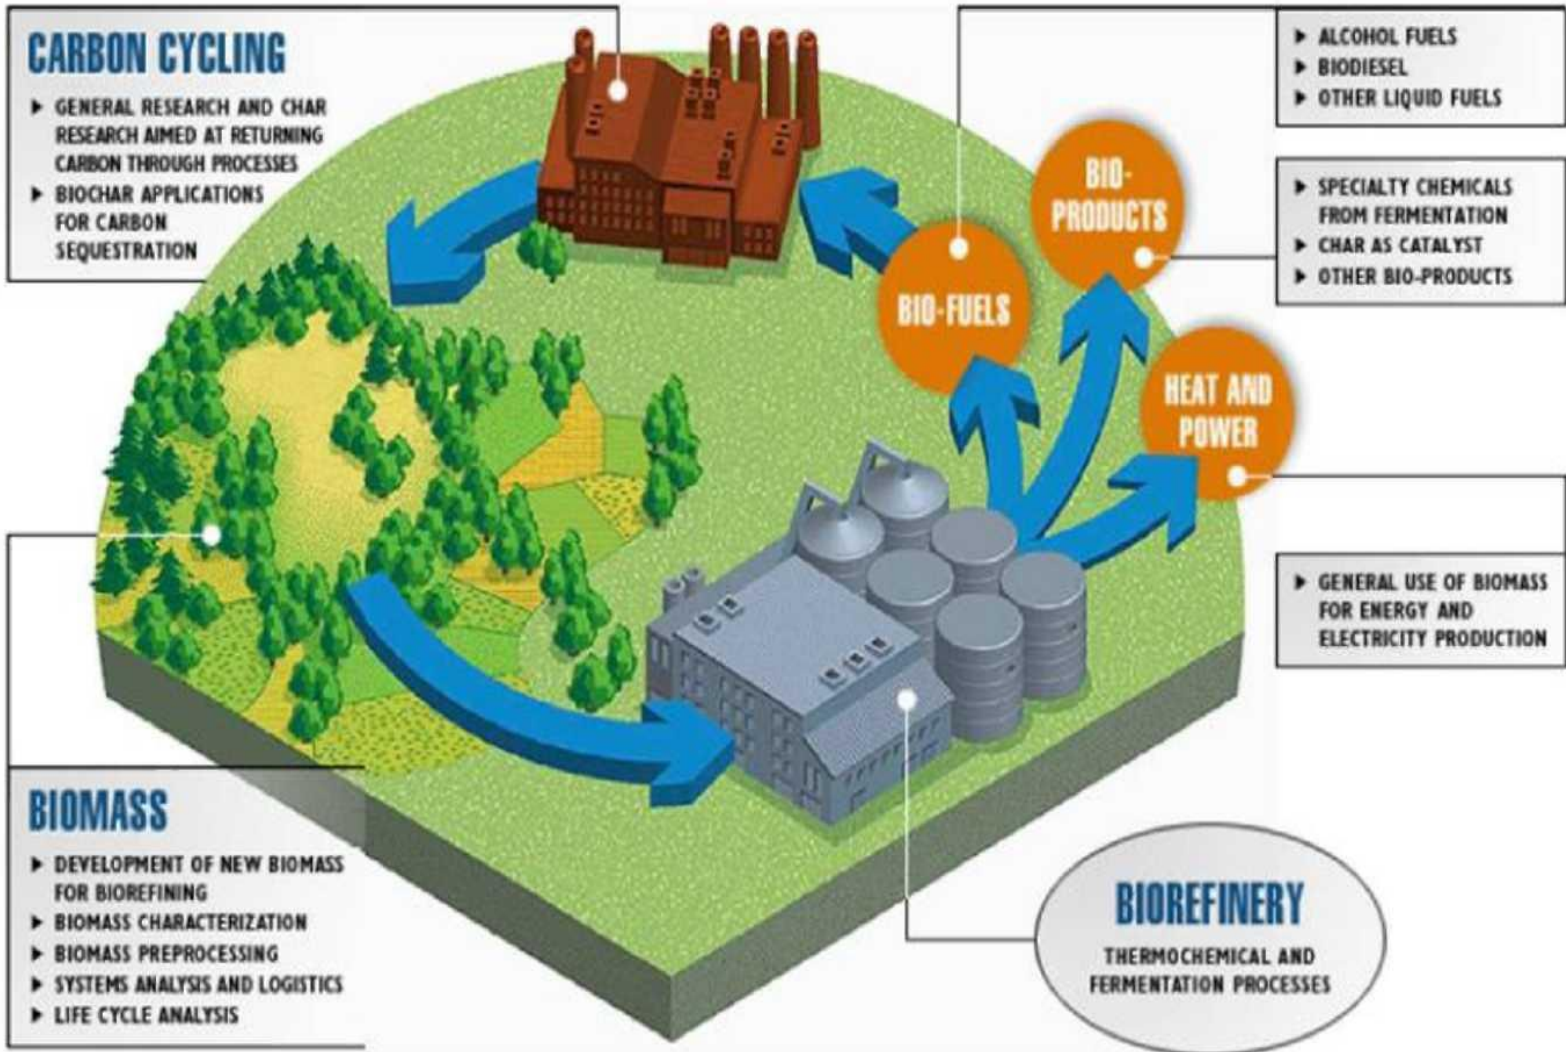 CARBON CYCLING
▶ GENERAL RESEARCH AND CHAR
RESEARCH AIMED AT RETURNING
CARBON THROUGH PROCESSES
▶ BIOCHAR APPLICATIONS
FOR CARBON
SEQUESTRATION
▶ ALCOHOL FUELS
▶ BIODIESEL
▶ OTHER LIQUID FUELS
BIO-
PRODUCTS
▶ SPECIALTY CHEMICALS
FROM FERMENTATION
▶ CHAR AS CATALYST
▶ OTHER BIO-PRODUCTS
BIO-FUELS
HEAT AND
POWER
▶ GENERAL USE OF BIOMASS
FOR ENERGY AND
ELECTRICITY PRODUCTION
BIOMASS
▶ DEVELOPMENT OF NEW BIOMASS
FOR BIOREFINING
▶ BIOMASS CHARACTERIZATION
▶ BIOMASS PREPROCESSING
▶ SYSTEMS ANALYSIS AND LOGISTICS
▶ LIFE CYCLE ANALYSIS
BIOREFINERY
THERMOCHEMICAL AND
FERMENTATION PROCESSES